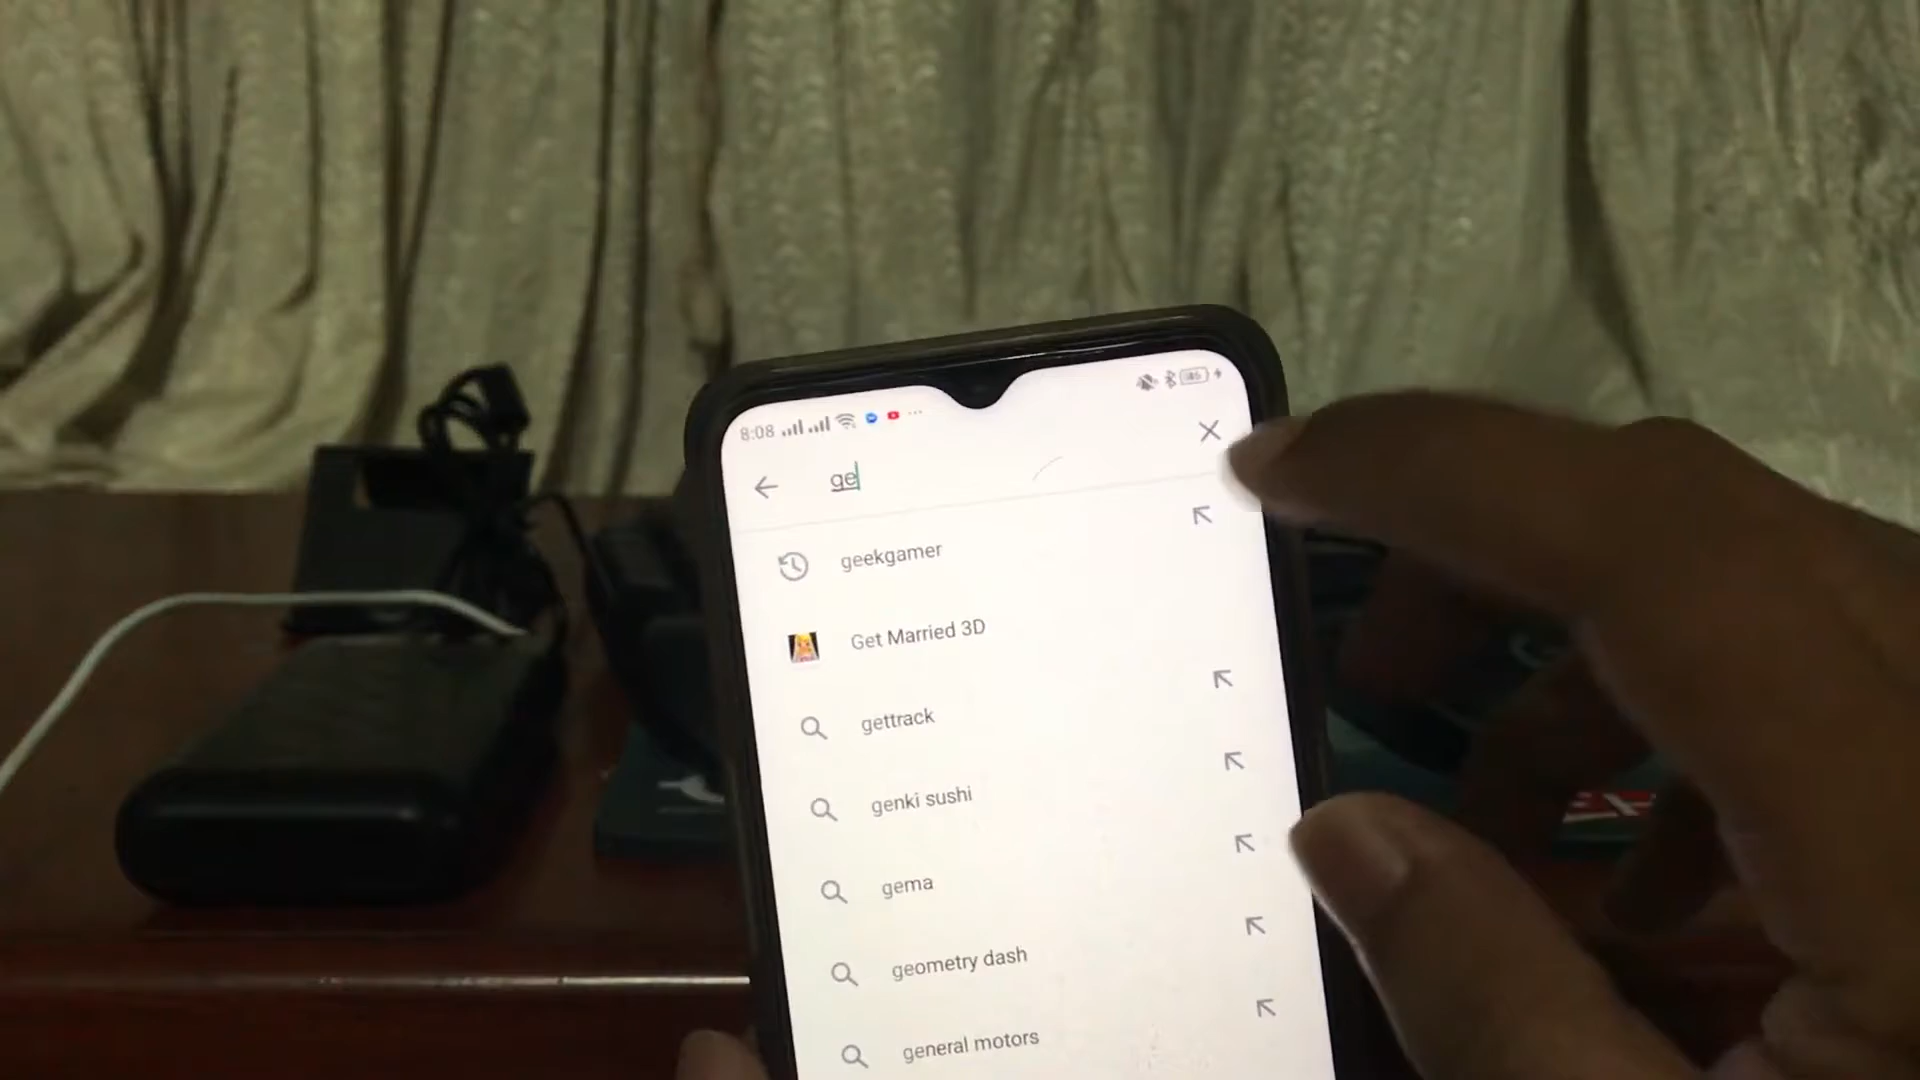 8:08
ge
geekgamer
Get Married 3D
gettrack
genki sushi
gema
geometry dash
general motors